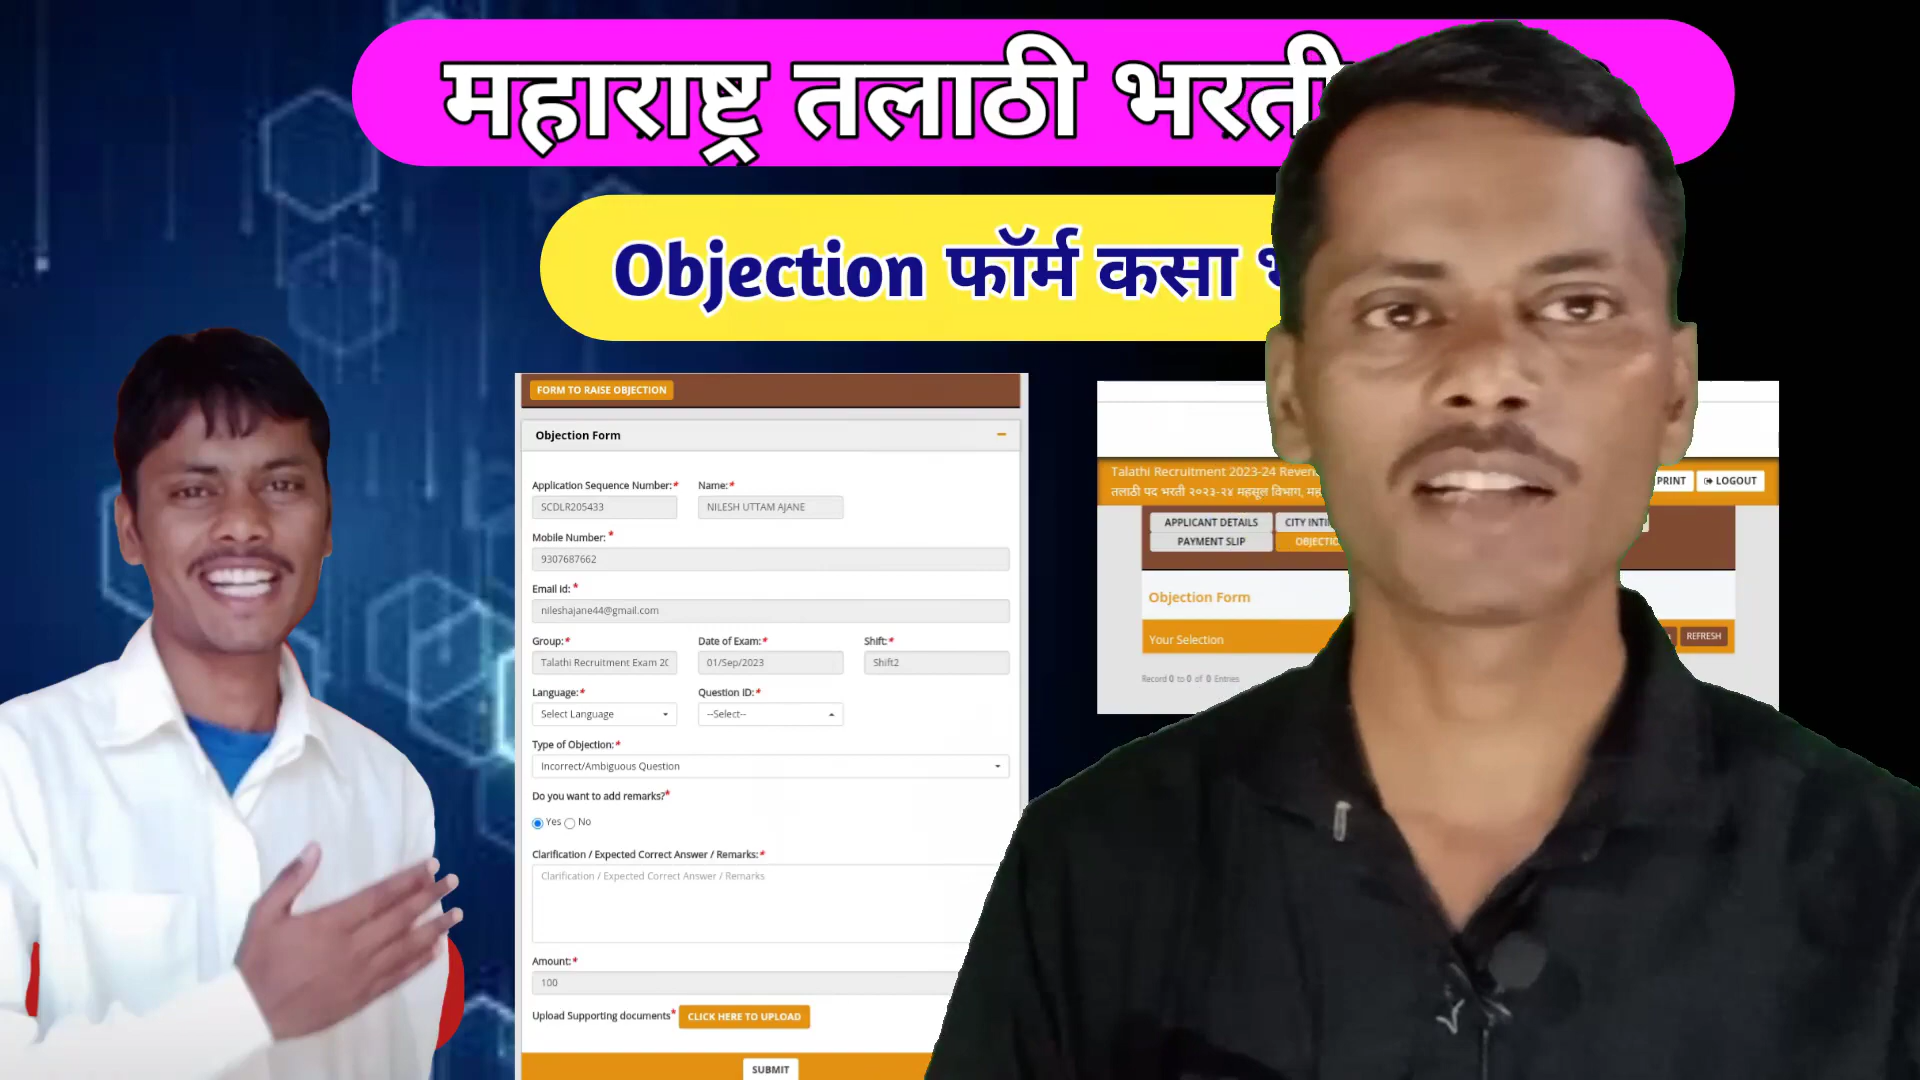 महाराष्ट्र तलाठी भरती
Objection फॉर्म कसा
FORM TO RAISE OBJECTION
Objection Form
Application Sequence Number:* Name:*
SCDLR205433 NILESH UTTAM AJANE
Mobile Number: *
9307687662
Email id: *
nileshajane44@gmail.com
Group:* Date of Exam:* Shift:*
Talathi Recruitment Exam 20 01/Sep/2023 Shift2
Language:* Question ID:*
Select Language --Select--
Type of Objection:*
Incorrect/Ambiguous Question
Do you want to add remarks?*
Yes No
Clarification / Expected Correct Answer / Remarks:*
Clarification / Expected Correct Answer / Remarks
Amount:*
100
Upload Supporting documents* CLICK HERE TO UPLOAD
SUBMIT
Talathi Recruitment 2023-24
तलाठी पद भरती २०२३-२४ महसूल विभाग,
PRINT LOGOUT
APPLICANT DETAILS CITY
PAYMENT SLIP
Objection Form
Your Selection REFRESH
Record 0 to 0 of 0 Entries